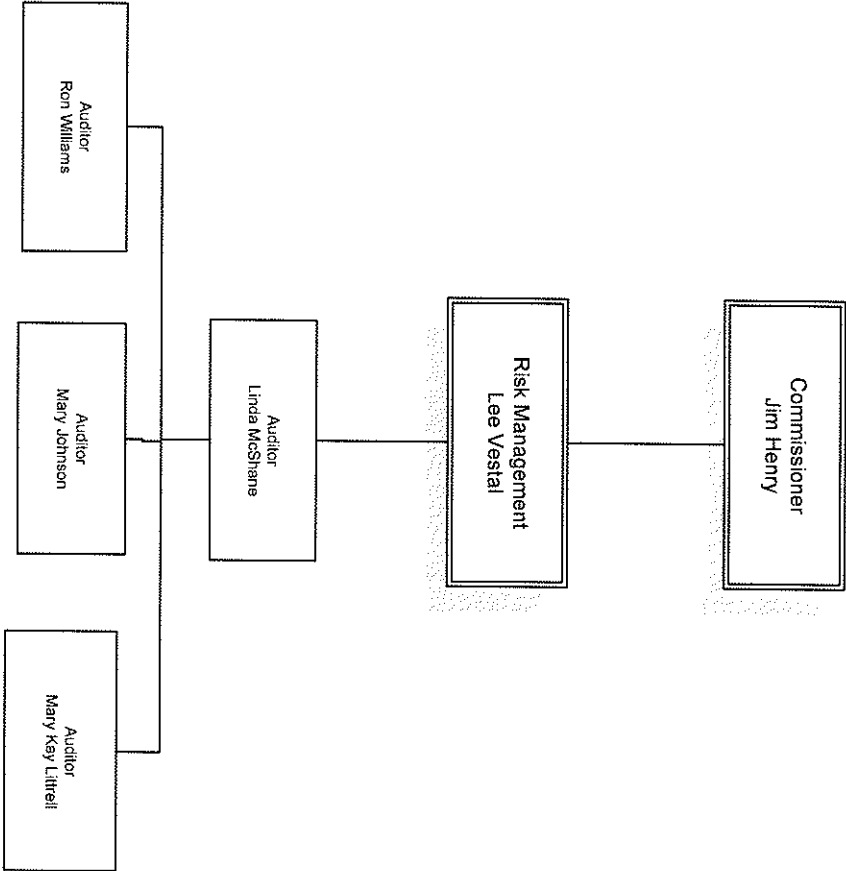 Commissioner
Jim Henry
Risk Management
Lee Vestal
Auditor
Linda McShane
Auditor
Ron Williams
Auditor
Mary Johnson
Auditor
Mary Kay Littrell